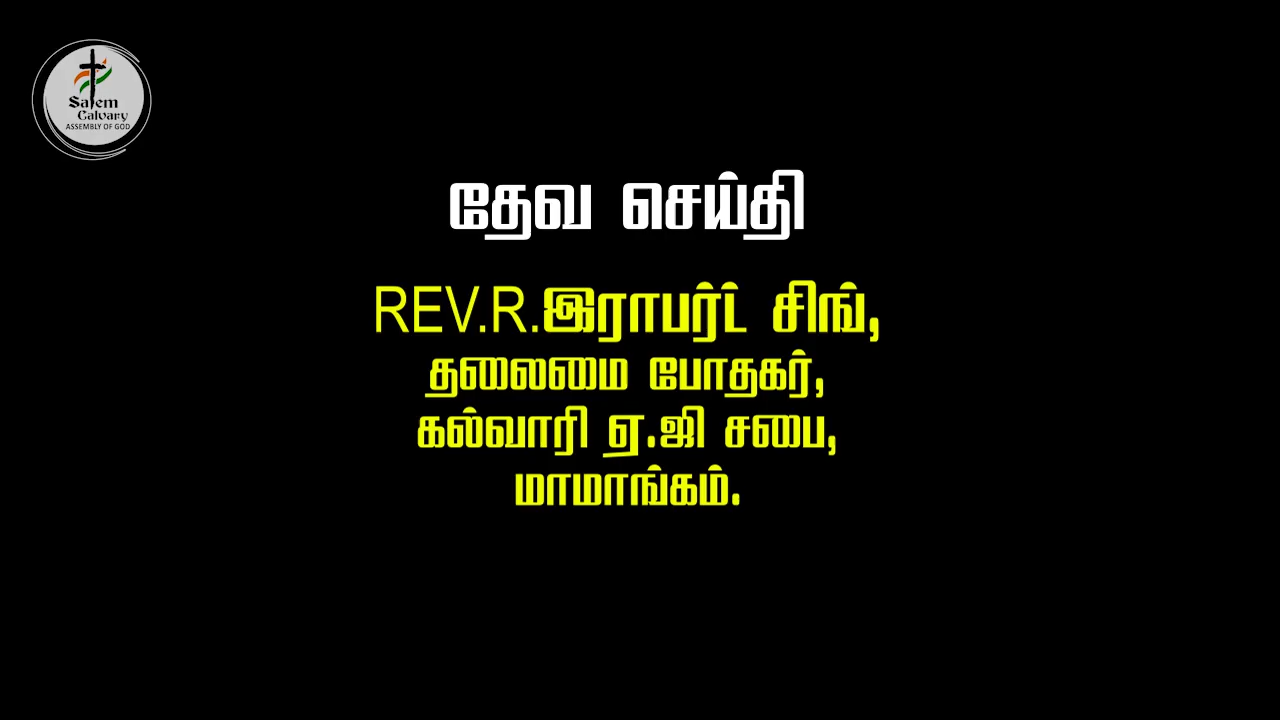 Salem
Calvary
ASSEMBLY OF GOD
தேவ செய்தி
REV.R.இராபர்ட் சிங்,
தலைமை போதகர்,
கல்வாரி ஏ.ஜி சபை,
மாமாங்கம்.